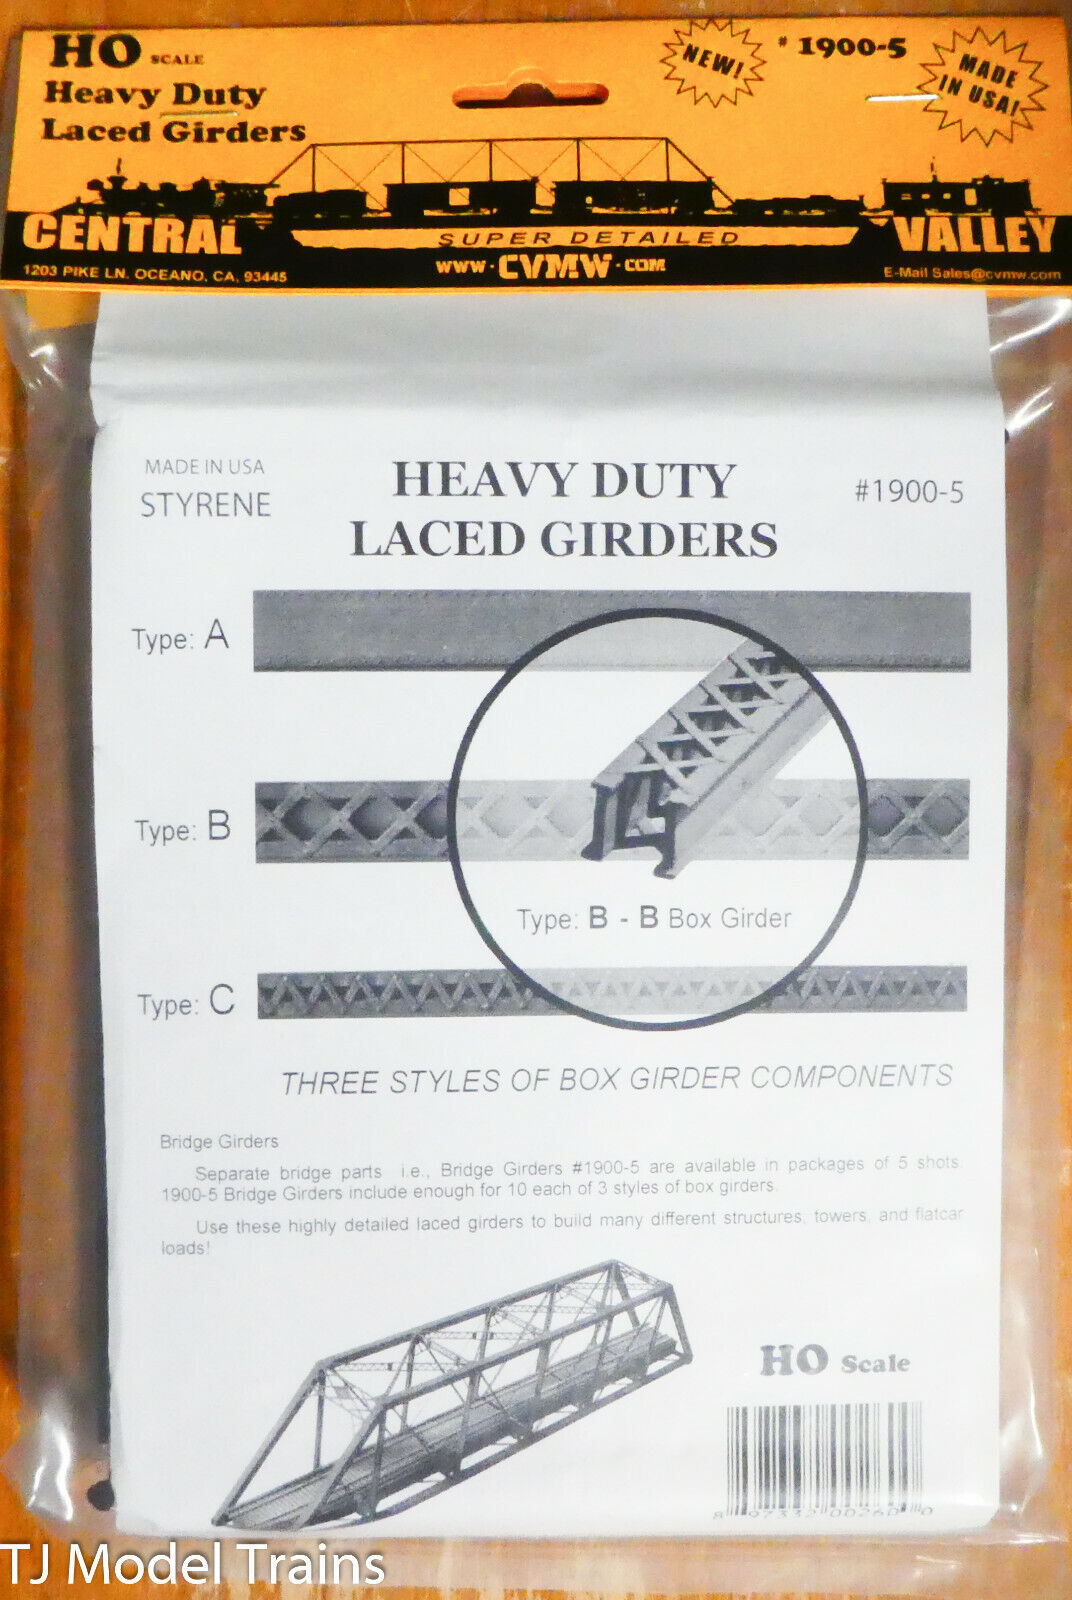 HO SCALE
Heavy Duty
Laced Girders
NEW!
# 1900-5
MADE
IN USA!
CENTRAL
VALLEY
SUPER DETAILED
1203 PIKE LN. OCEANO, CA, 93445
WWW.CVMW.COM
E-Mail Sales@cvmw.com
MADE IN USA
STYRENE
HEAVY DUTY
LACED GIRDERS
#1900-5
Type: A
Type: B
Type: B - B Box Girder
Type: C
THREE STYLES OF BOX GIRDER COMPONENTS
Bridge Girders
Separate bridge parts i.e., Bridge Girders #1900-5 are available in packages of 5 shots.
1900-5 Bridge Girders include enough for 10 each of 3 styles of box girders.
Use these highly detailed laced girders to build many different structures, towers, and flatcar
loads!
HO Scale
8 97332 00260 0
TJ Model Trains